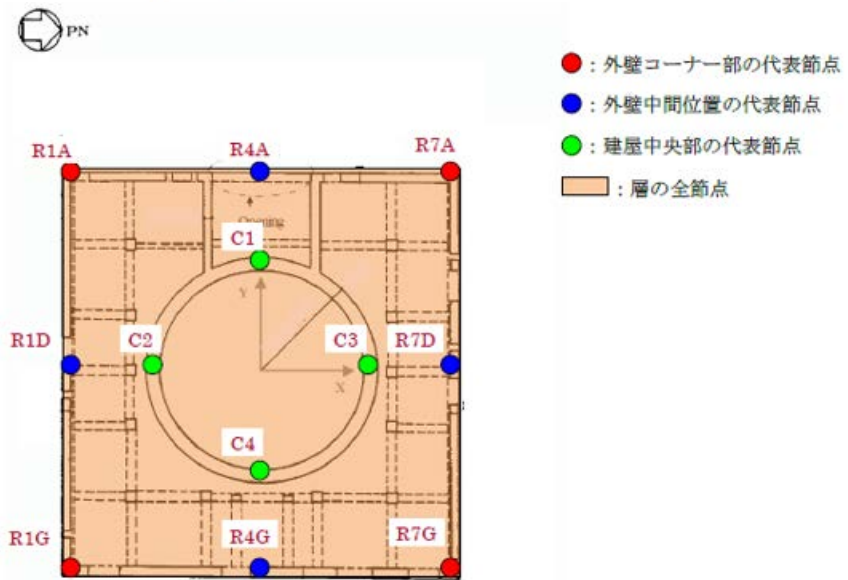 PN
：外壁コーナー部の代表節点
：外壁中間位置の代表節点
：建屋中央部の代表節点
：層の全節点
R1A
R4A
R7A
Opening
C1
Y
R1D
C2
C3
R7D
X
C4
R1G
R4G
R7G